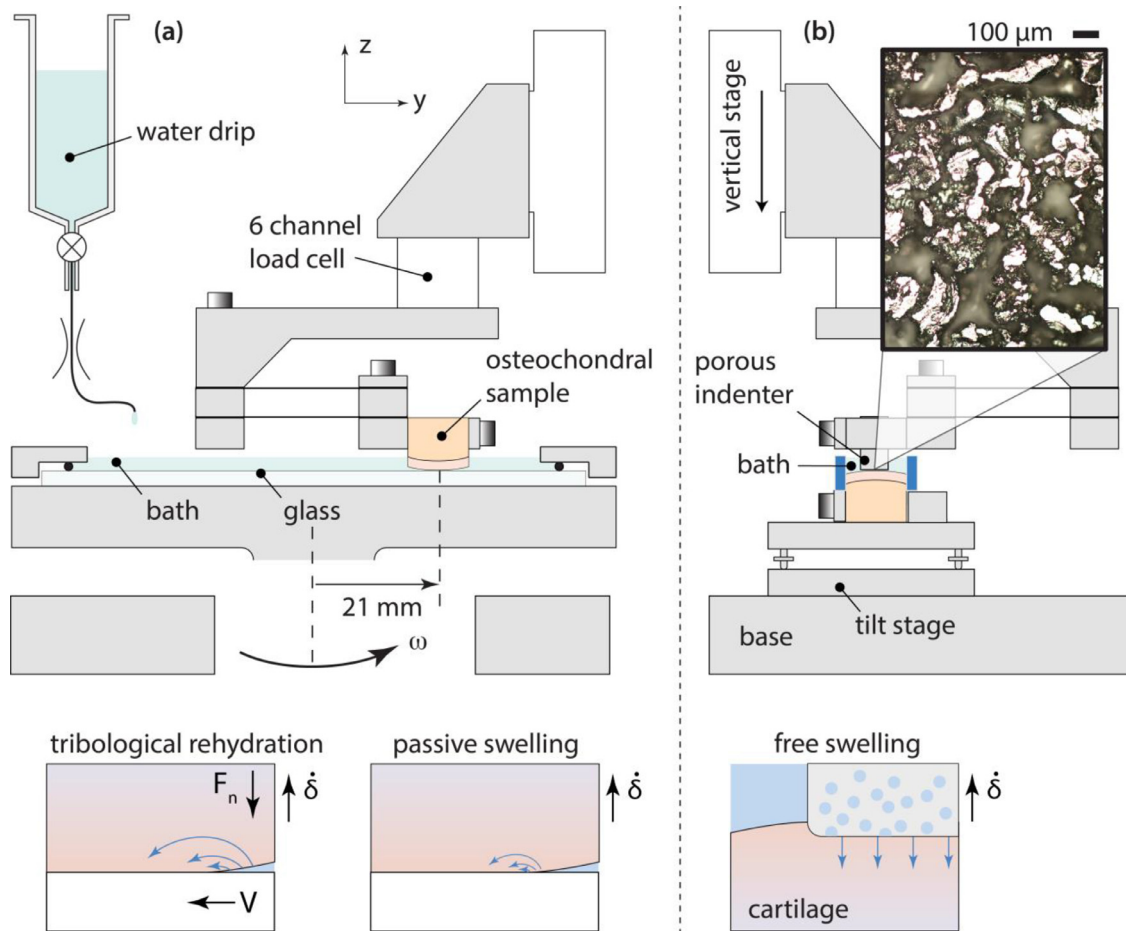 (a)
z
y
water drip
6 channel
load cell
osteochondral
sample
bath
glass
21 mm
ω
tribological rehydration
Fn
δ̇
V
passive swelling
δ̇
(b)
100 µm
vertical stage
porous
indenter
bath
tilt stage
base
free swelling
δ̇
cartilage